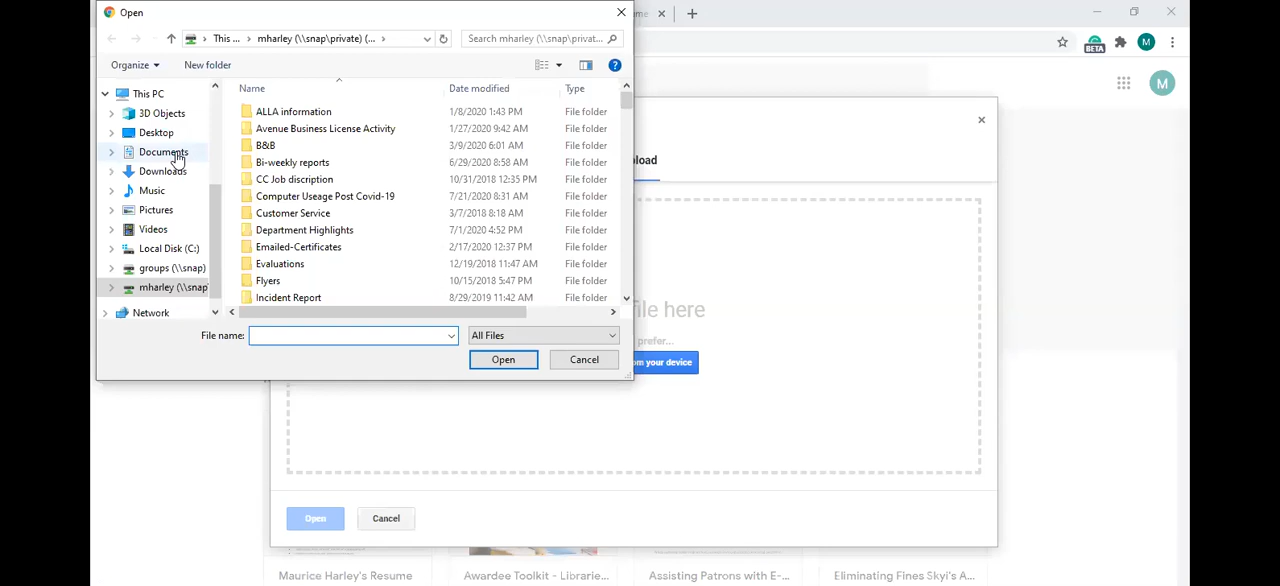 Open
me
This ... > mharley (\\snap\private) (... >
Search mharley (\\snap\privat...
BETA
M
Organize
New folder
?
M
This PC
3D Objects
Desktop
Documents
Downloads
Music
Pictures
Videos
Local Disk (C:)
groups (\\snap)
mharley (\\snap
Network
Name Date modified Type
ALLA information 1/8/2020 1:43 PM File folder
Avenue Business License Activity 1/27/2020 9:42 AM File folder
B&B 3/9/2020 6:01 AM File folder
Bi-weekly reports 6/29/2020 8:58 AM File folder
CC Job discription 10/31/2018 12:35 PM File folder
Computer Useage Post Covid-19 7/21/2020 8:31 AM File folder
Customer Service 3/7/2018 8:18 AM File folder
Department Highlights 7/1/2020 4:52 PM File folder
Emailed-Certificates 2/17/2020 12:37 PM File folder
Evaluations 12/19/2018 11:47 AM File folder
Flyers 10/15/2018 5:47 PM File folder
Incident Report 8/29/2019 11:42 AM File folder
File name:
All Files
Open
Cancel
load
file here
prefer...
om your device
Open
Cancel
Maurice Harley's Resume
Awardee Toolkit - Librarie...
Assisting Patrons with E-...
Eliminating Fines Skyi's A...